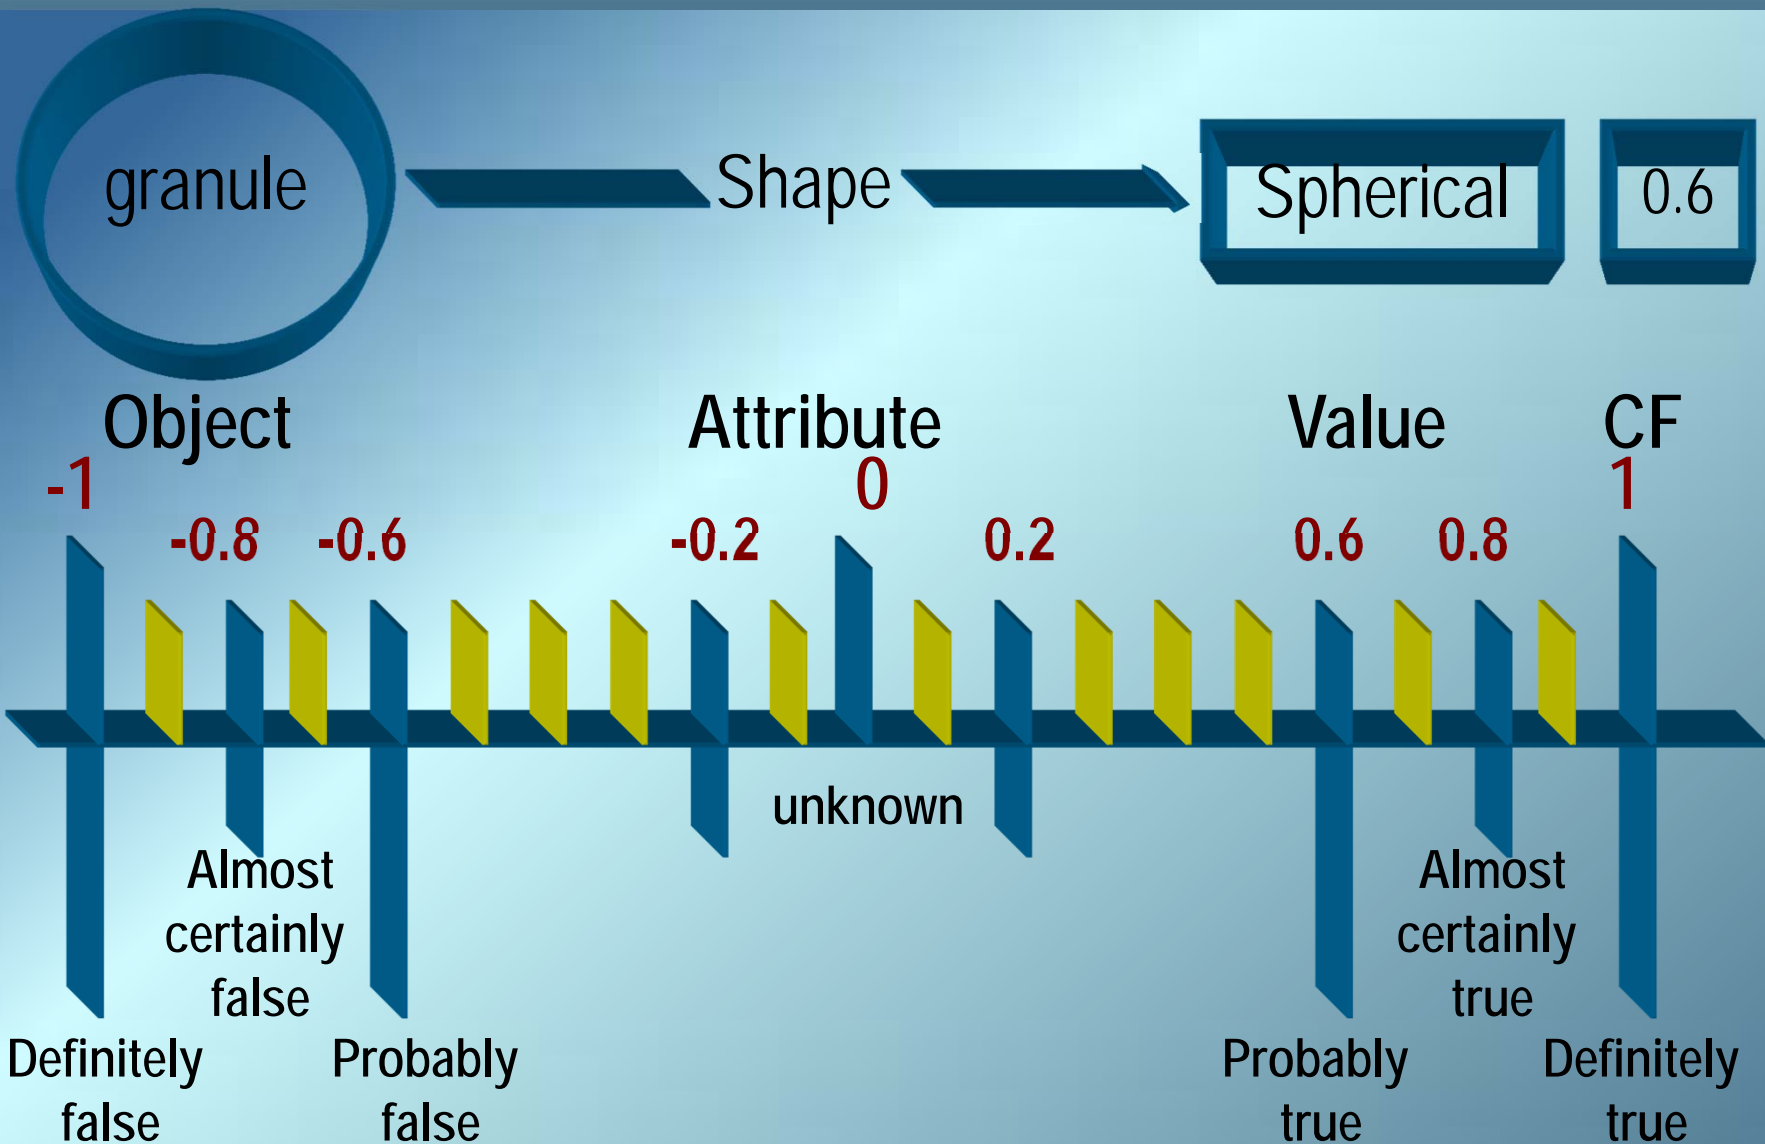 granule Shape Spherical 0.6
Object Attribute Value CF
-1 0 1
-0.8 -0.6 -0.2 0.2 0.6 0.8
unknown
Almost
certainly
false
Almost
certainly
true
Definitely
false
Probably
false
Probably
true
Definitely
true